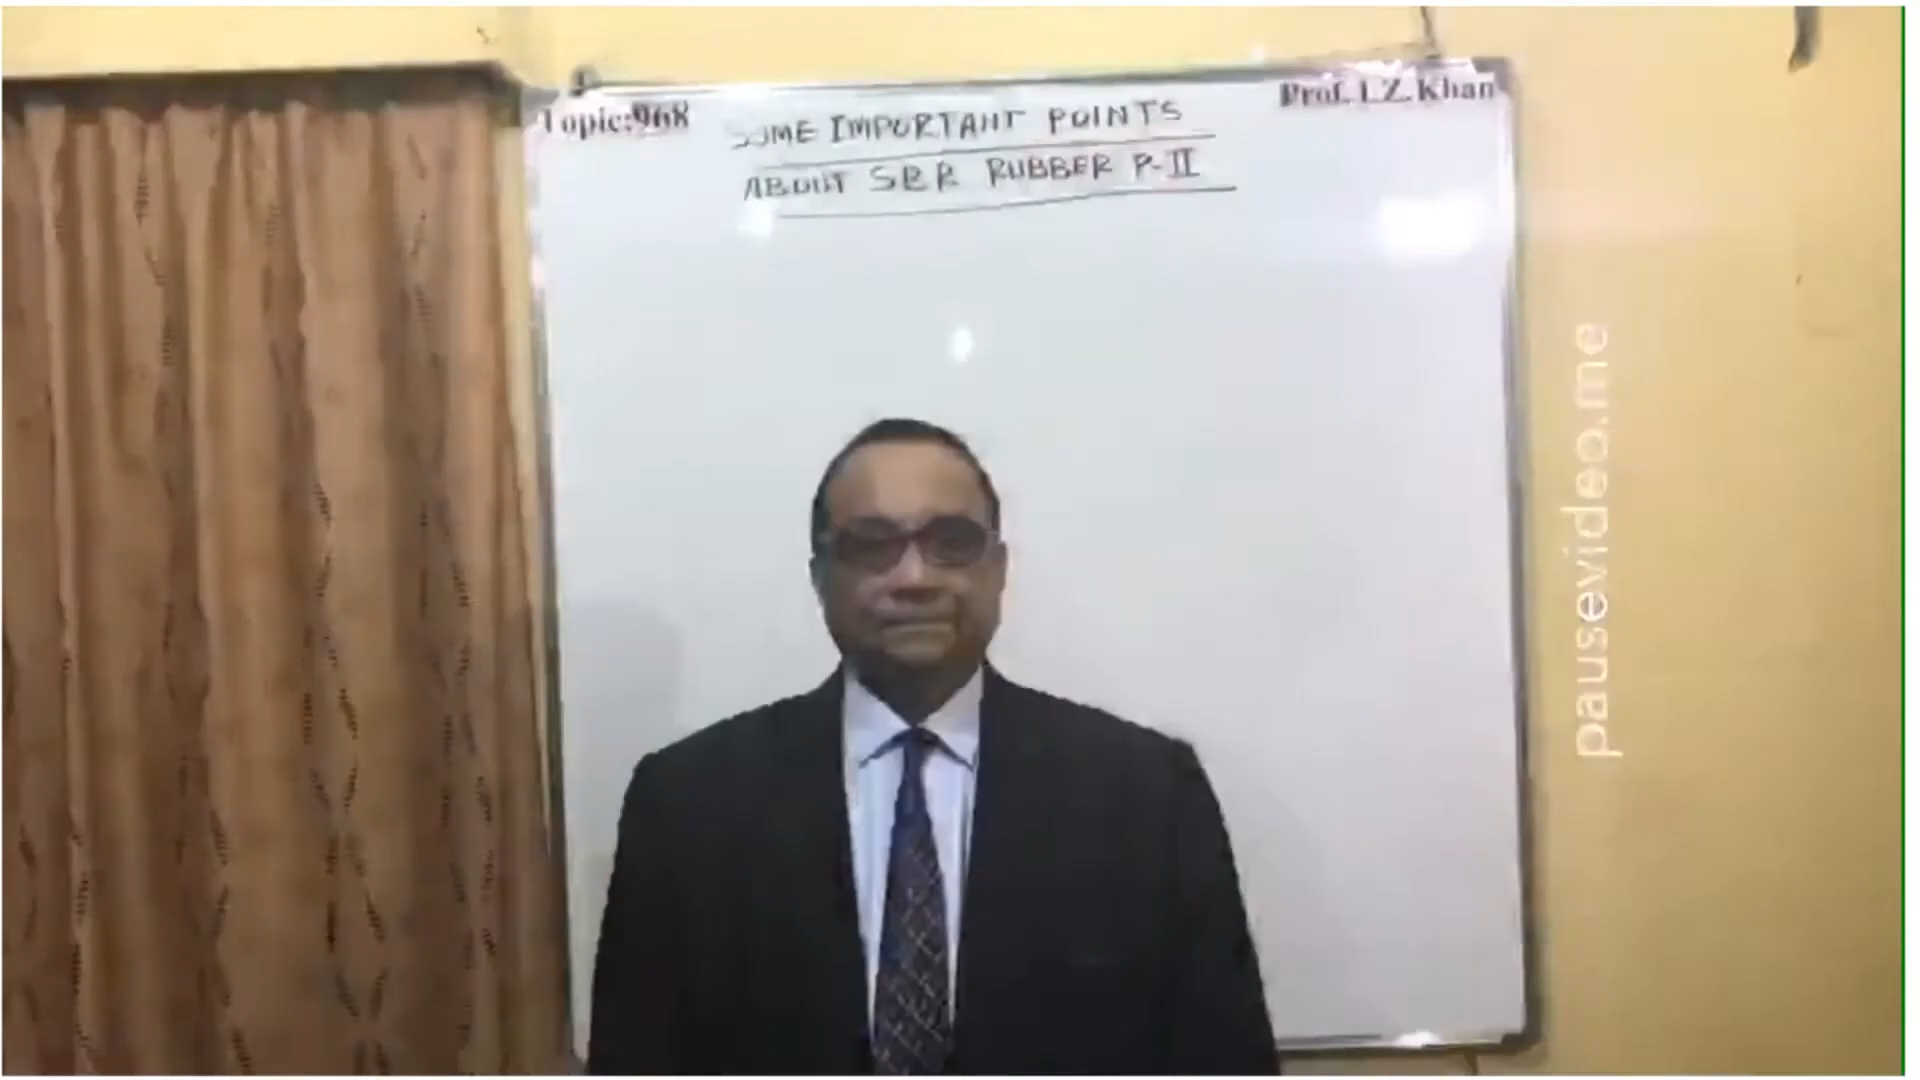 Topic:968
SOME IMPORTANT POINTS
ABOUT SBR RUBBER P-II
Prof. I.Z.Khan
pausevideo.me